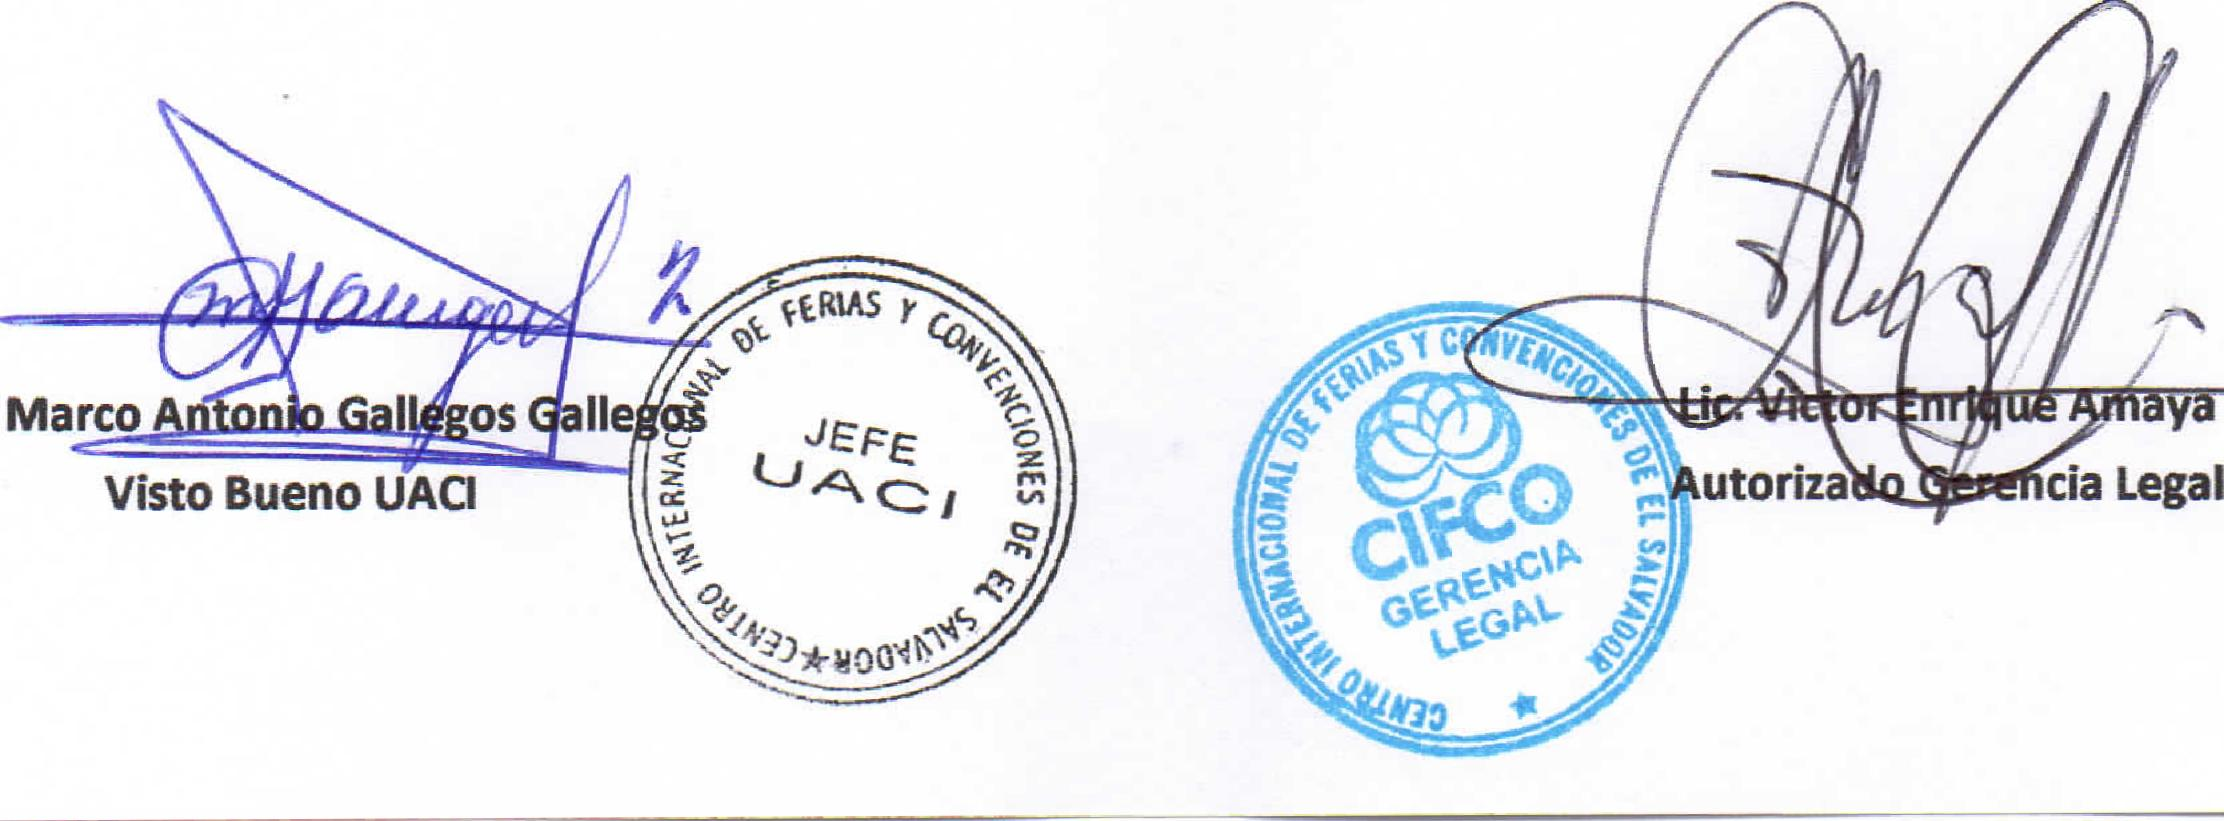 Marco Antonio Gallegos Gallegos
Visto Bueno UACI
CENTRO INTERNACIONAL DE FERIAS Y CONVENCIONES DE EL SALVADOR
JEFE
UACI
CENTRO INTERNACIONAL DE FERIAS Y CONVENCIONES DE EL SALVADOR
CIFCO
GERENCIA
LEGAL
Lic. Victor Enrique Amaya
Autorizado Gerencia Legal